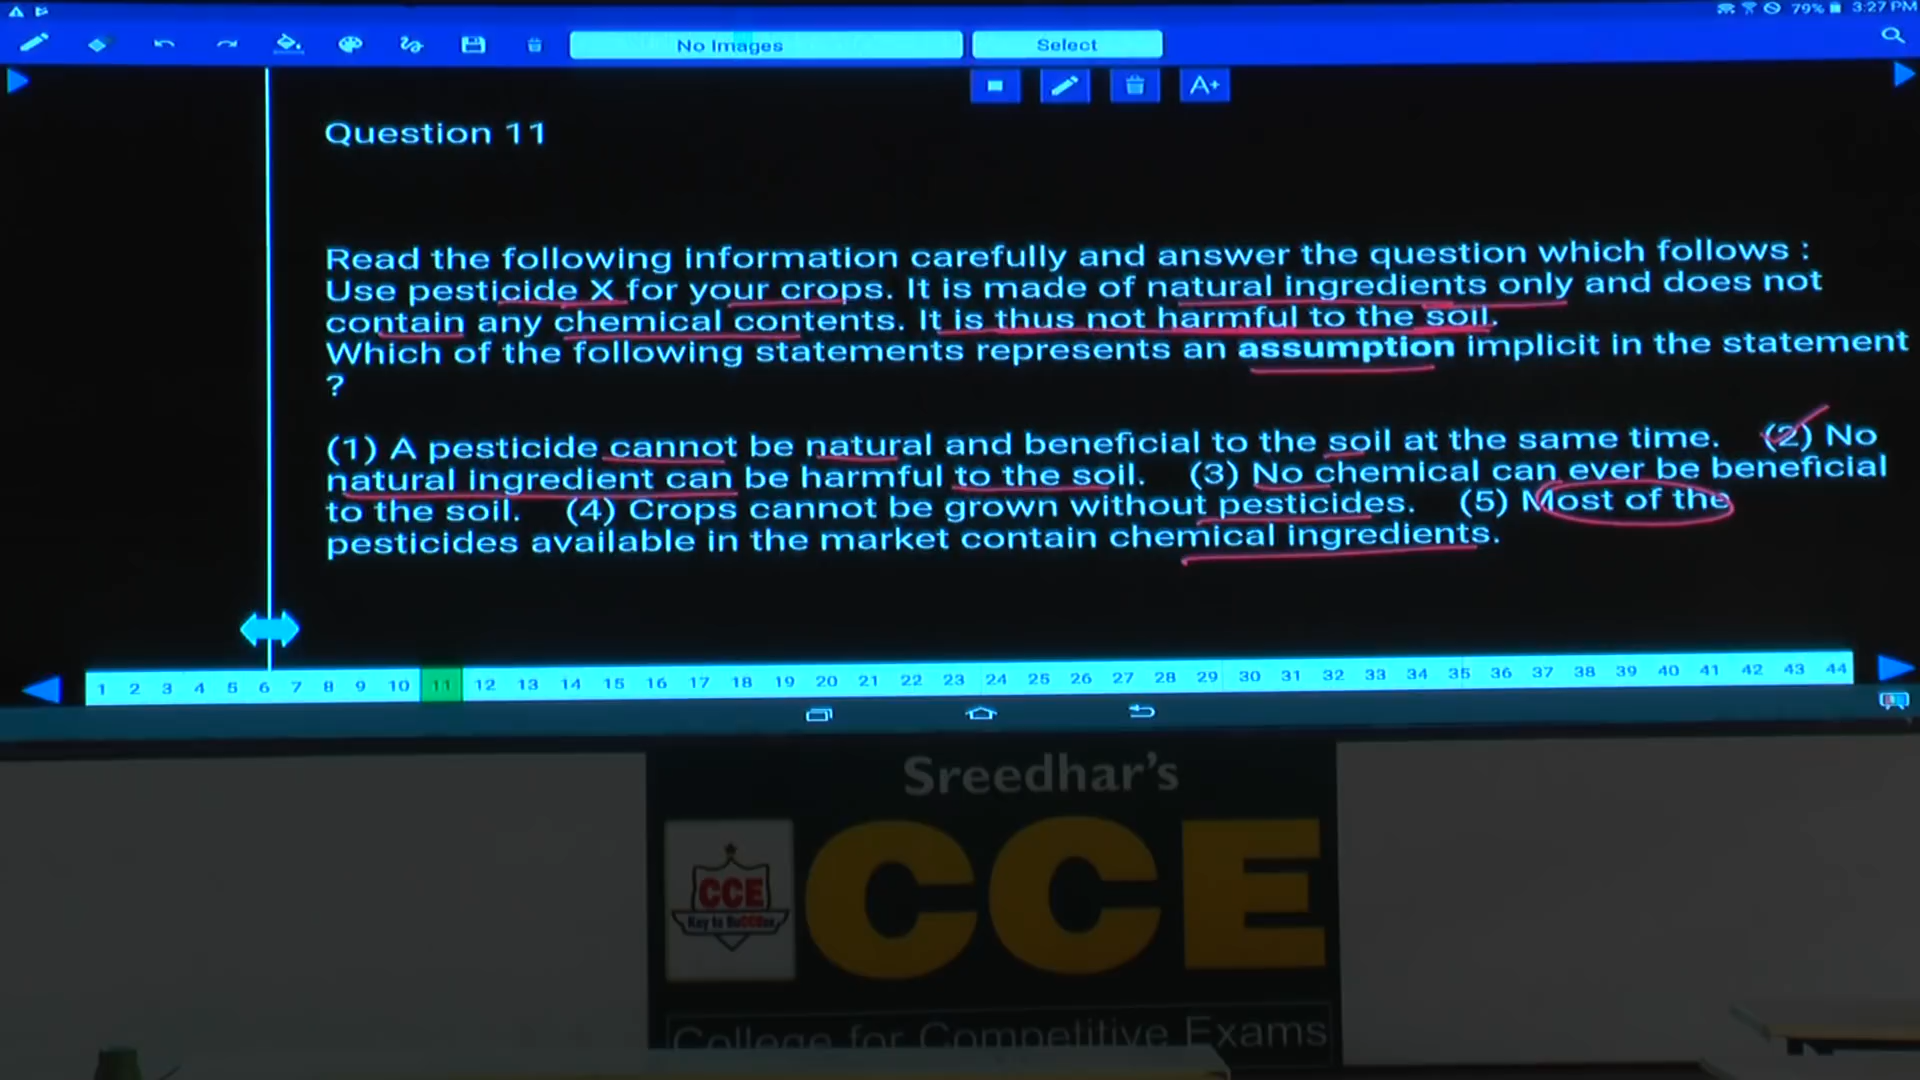 79% 3:27 PM
No Images
Select
A+
Question 11
Read the following information carefully and answer the question which follows :
Use pesticide X for your crops. It is made of natural ingredients only and does not
contain any chemical contents. It is thus not harmful to the soil.
Which of the following statements represents an assumption implicit in the statement
?
(1) A pesticide cannot be natural and beneficial to the soil at the same time. (2) No
natural ingredient can be harmful to the soil. (3) No chemical can ever be beneficial
to the soil. (4) Crops cannot be grown without pesticides. (5) Most of the
pesticides available in the market contain chemical ingredients.
1 2 3 4 5 6 7 8 9 10 11 12 13 14 15 16 17 18 19 20 21 22 23 24 25 26 27 28 29 30 31 32 33 34 35 36 37 38 39 40 41 42 43 44
Sreedhar's
CCE
CCE
Key to SuCCEss
College for Competitive Exams